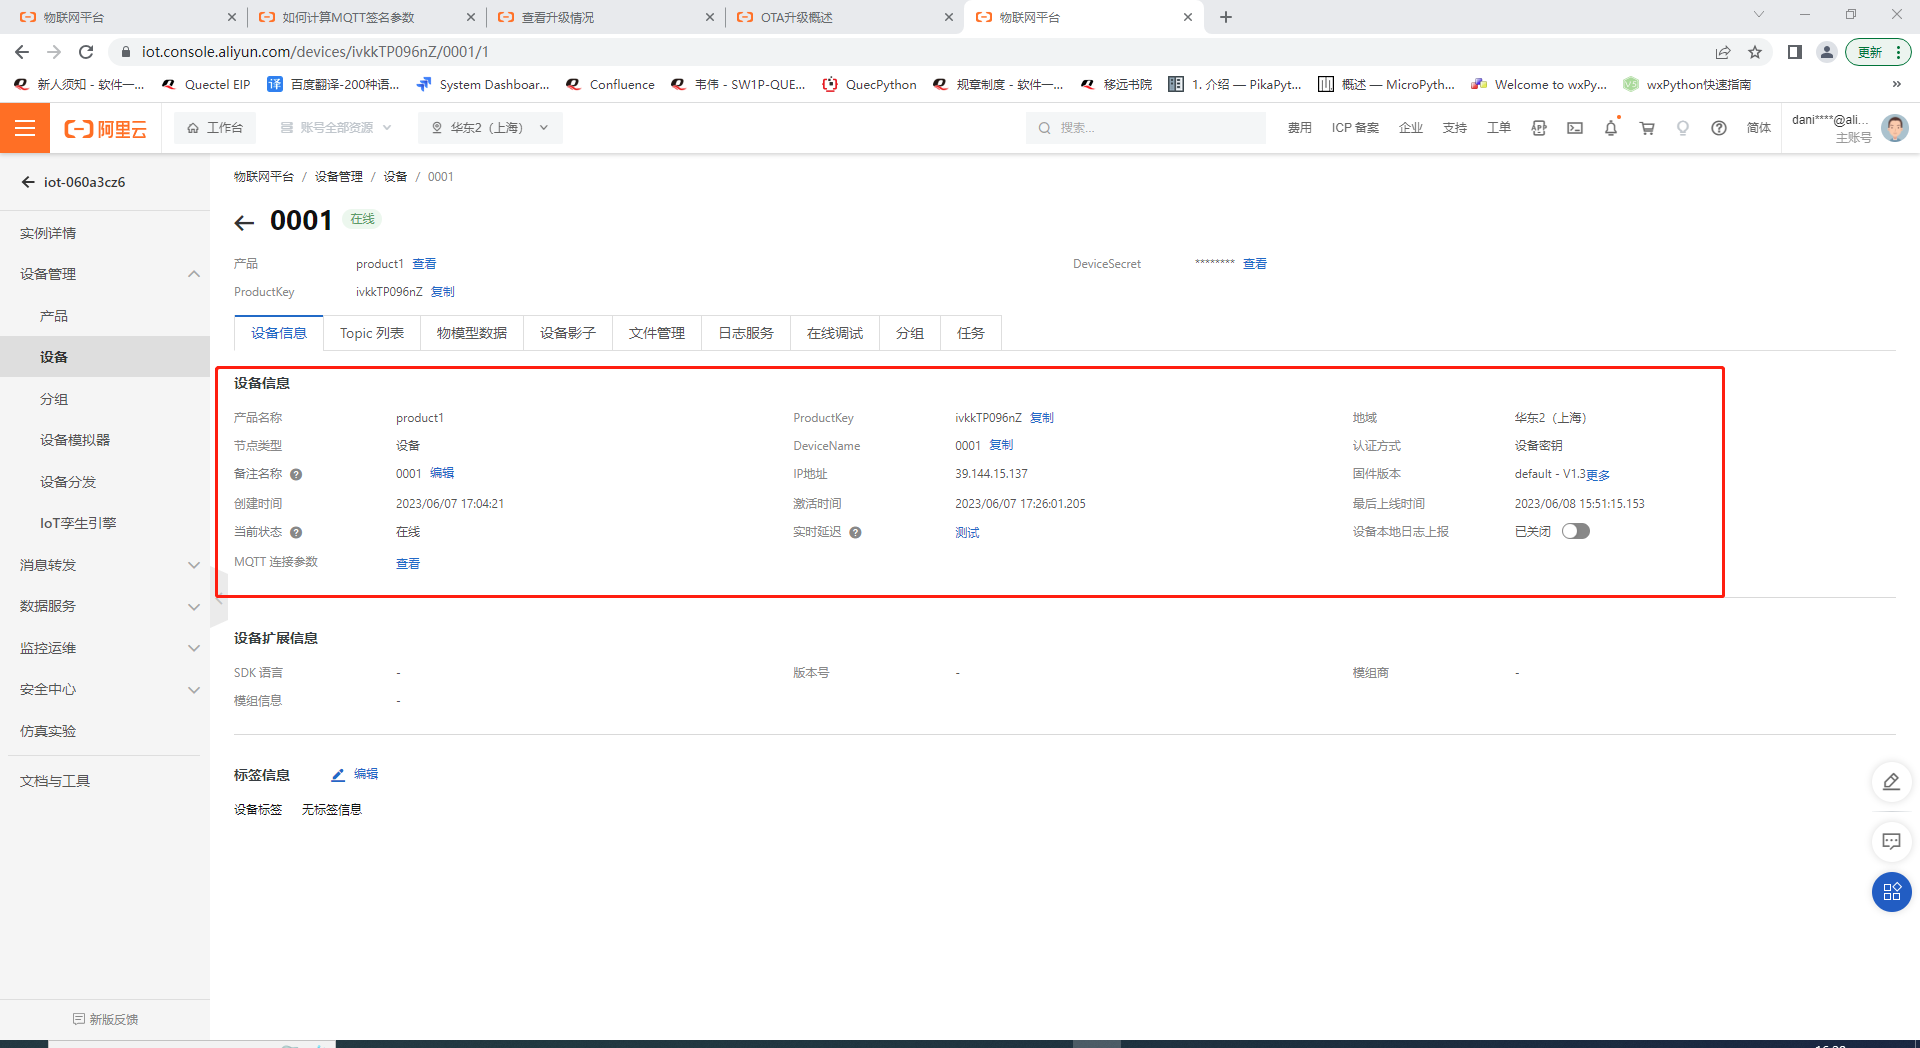 物联网平台
如何计算MQTT签名参数
查看升级情况
OTA升级概述
物联网平台
iot.console.aliyun.com/devices/ivkkTP096nZ/0001/1
更新
新人须知 - 软件一...
Quectel EIP
译 百度翻译-200种语...
System Dashboar...
Confluence
韦伟 - SW1P-QUE...
QuecPython
规章制度 - 软件一...
移远书院
1. 介绍 — PikaPyt...
概述 — MicroPyth...
Welcome to wxPy...
wxPython快速指南
»
阿里云
工作台
账号全部资源
华东2（上海）
搜索...
费用
ICP 备案
企业
支持
工单
简体
dani****@ali...
主账号
iot-060a3cz6
实例详情
设备管理
产品
设备
分组
设备模拟器
设备分发
IoT孪生引擎
消息转发
数据服务
监控运维
安全中心
仿真实验
文档与工具
新版反馈
物联网平台 / 设备管理 / 设备 / 0001
0001 在线
产品 product1 查看
DeviceSecret ******** 查看
ProductKey ivkkTP096nZ 复制
设备信息 Topic 列表 物模型数据 设备影子 文件管理 日志服务 在线调试 分组 任务
设备信息
产品名称 product1 ProductKey ivkkTP096nZ 复制 地域 华东2（上海）
节点类型 设备 DeviceName 0001 复制 认证方式 设备密钥
备注名称 0001 编辑 IP地址 39.144.15.137 固件版本 default - V1.3更多
创建时间 2023/06/07 17:04:21 激活时间 2023/06/07 17:26:01.205 最后上线时间 2023/06/08 15:51:15.153
当前状态 在线 实时延迟 测试 设备本地日志上报 已关闭
MQTT 连接参数 查看
设备扩展信息
SDK 语言 - 版本号 - 模组商 -
模组信息 -
标签信息 编辑
设备标签 无标签信息